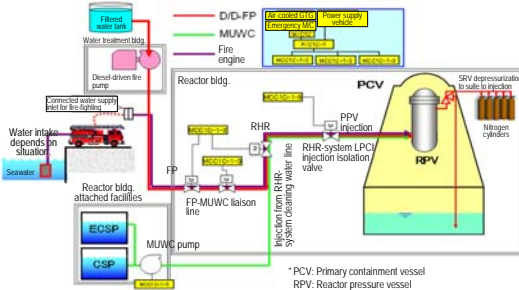 Filtered
water tank
D/D-FP
MUWC
Fire
engine
Air-cooled GTG
Emergency M/C
Power supply
vehicle
Water treatment bldg.
Diesel-driven fire
pump
Connected water supply
inlet for fire-fighting
Water intake
depends on
situation.
Seawater
Reactor bldg.
PCV
SRV depressurization
to suite to injection
Nitrogen
cylinders
RPV
PPV
injection
RHR
RHR-system LPCI
injection isolation
valve
FP
FP-MUWC liaison
line
Injection from RHR-
system cleaning water line
Reactor bldg.
attached facilities
ECSP
CSP
MUWC pump
* PCV: Primary containment vessel
RPV: Reactor pressure vessel